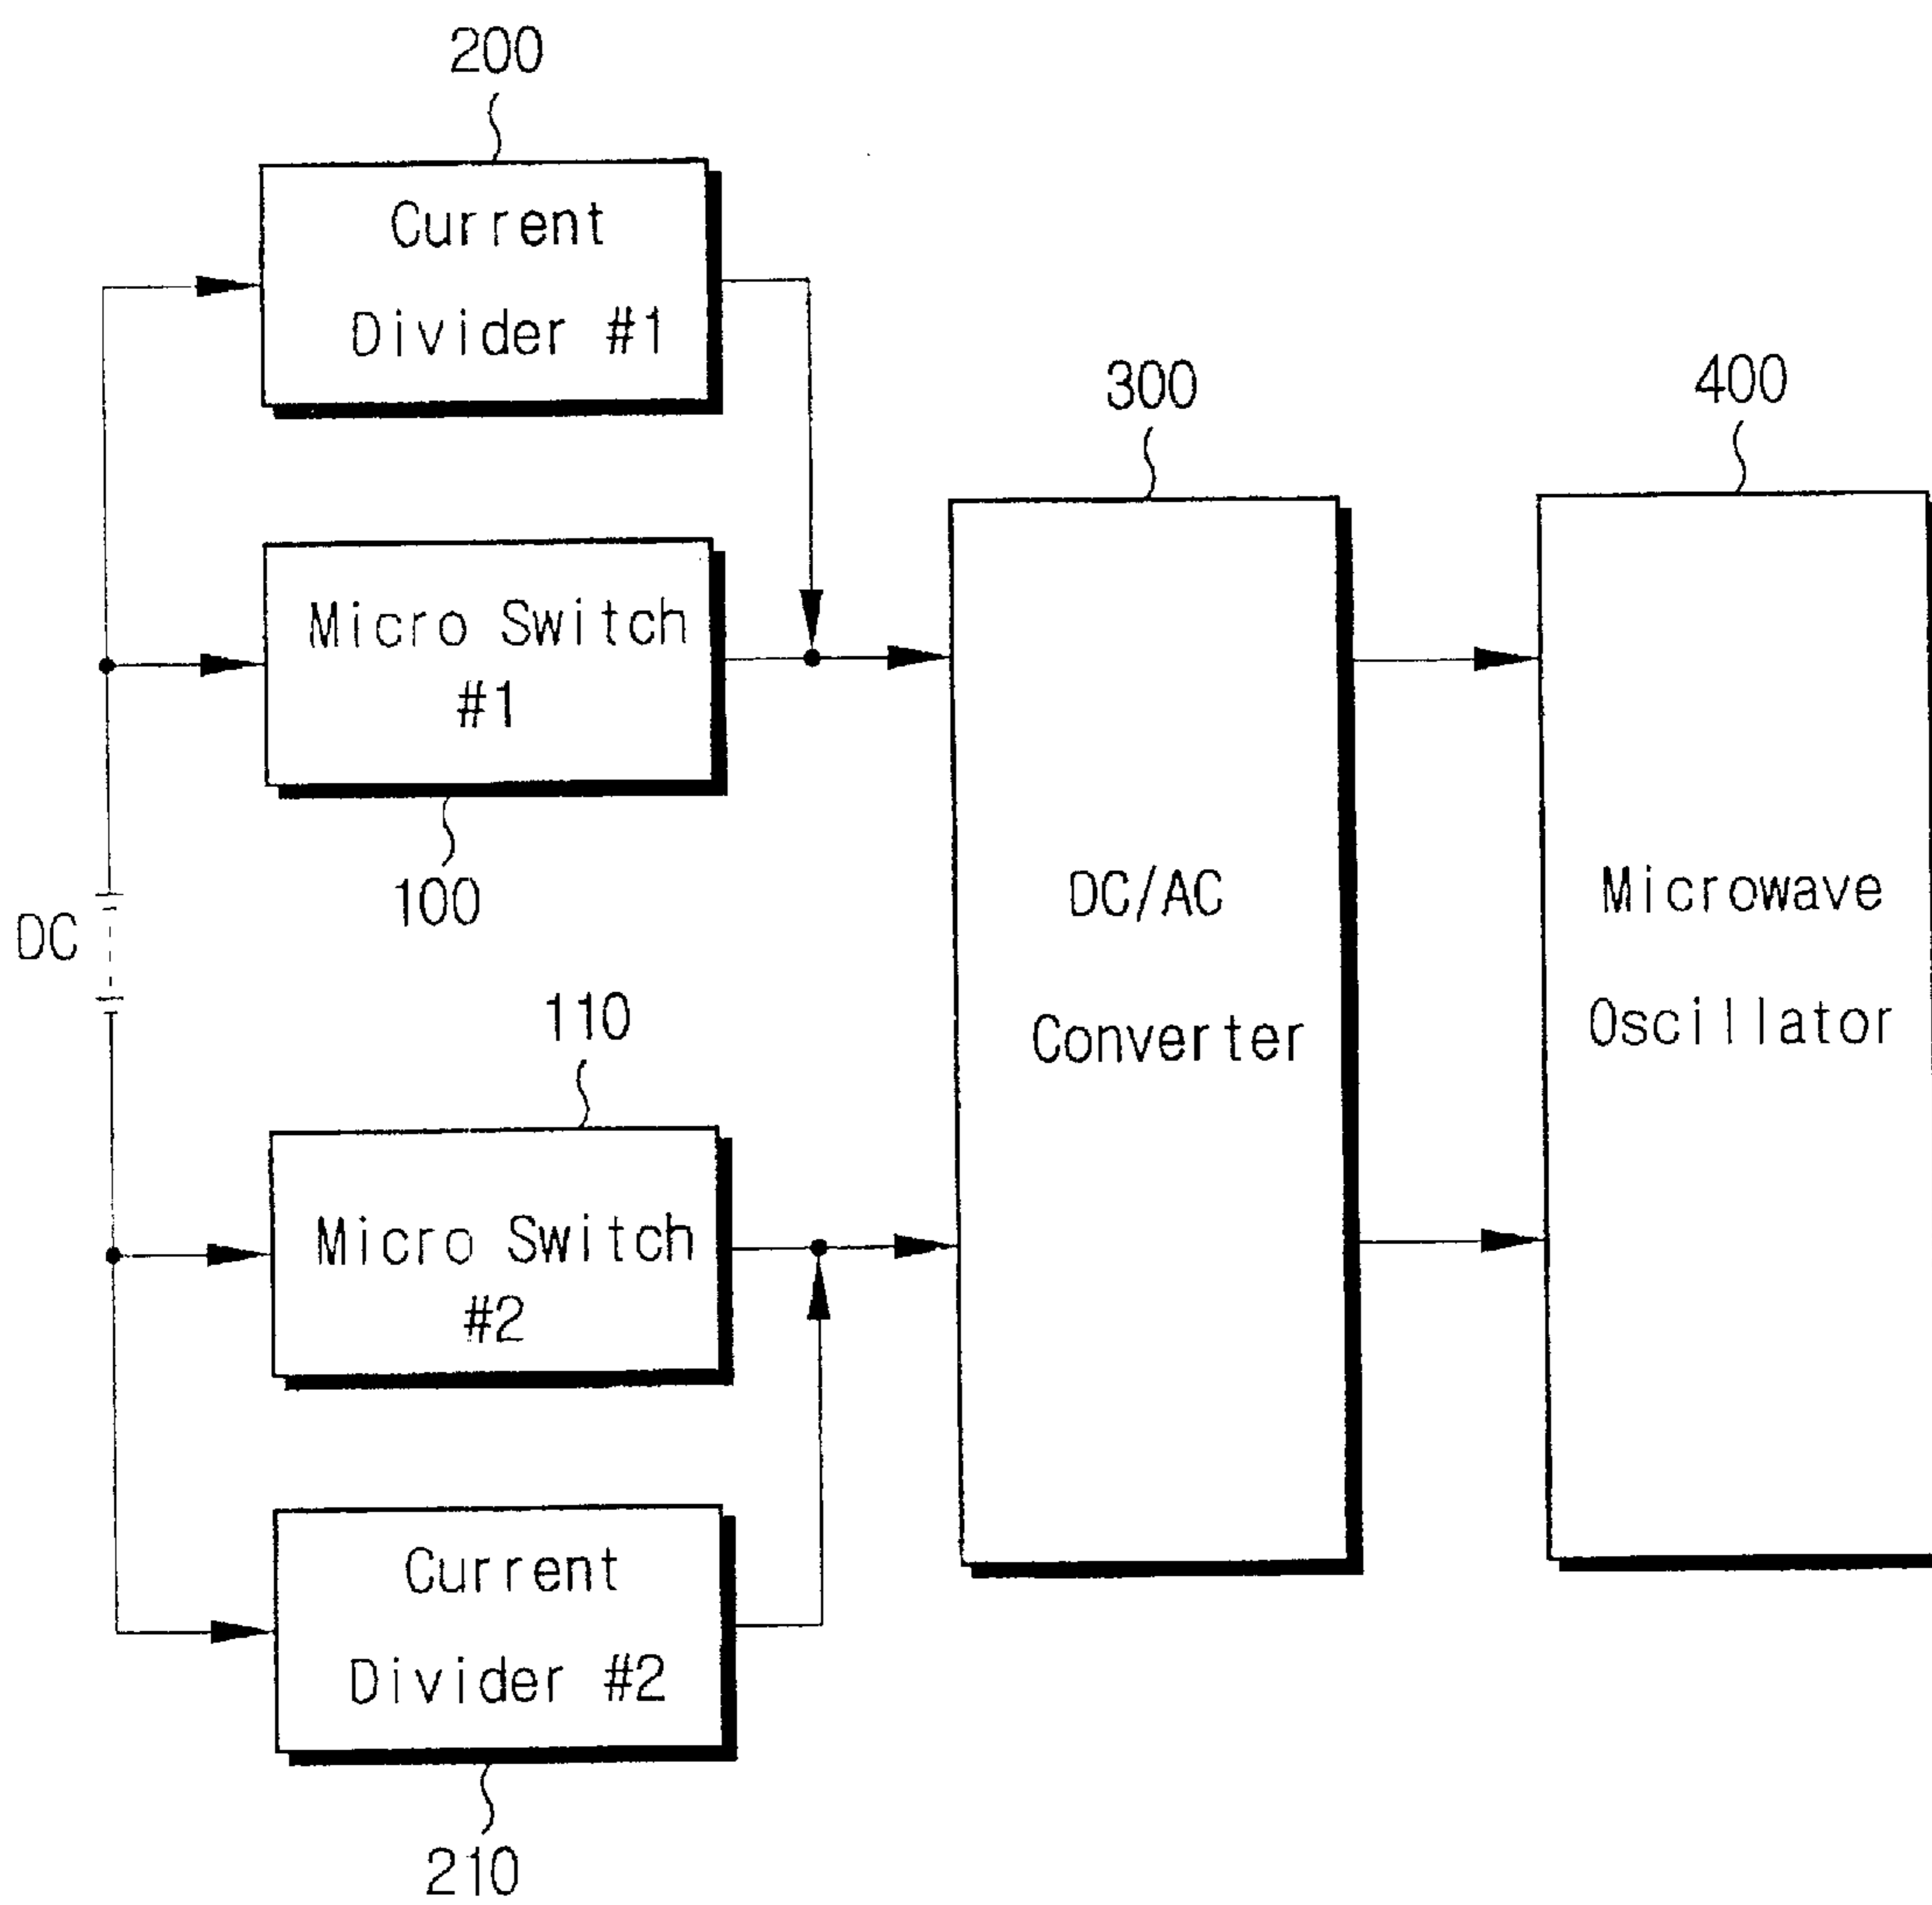 200
Current
Divider #1
300
400
Micro Switch
#1
100
DC
DC/AC
Converter
Microwave
Oscillator
110
Micro Switch
#2
Current
Divider #2
210